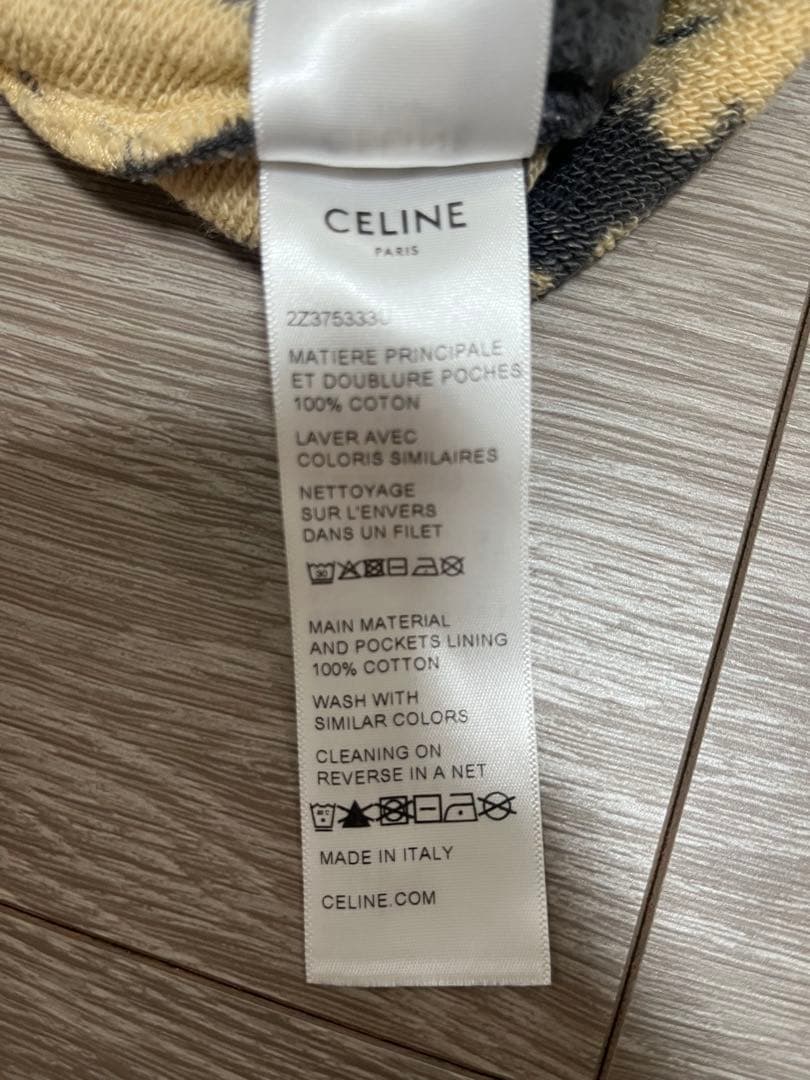 CELINE
PARIS
2Z375333U
MATIERE PRINCIPALE
ET DOUBLURE POCHES
100% COTON
LAVER AVEC
COLORIS SIMILAIRES
NETTOYAGE
SUR L'ENVERS
DANS UN FILET
30
MAIN MATERIAL
AND POCKETS LINING
100% COTTON
WASH WITH
SIMILAR COLORS
CLEANING ON
REVERSE IN A NET
MADE IN ITALY
CELINE.COM